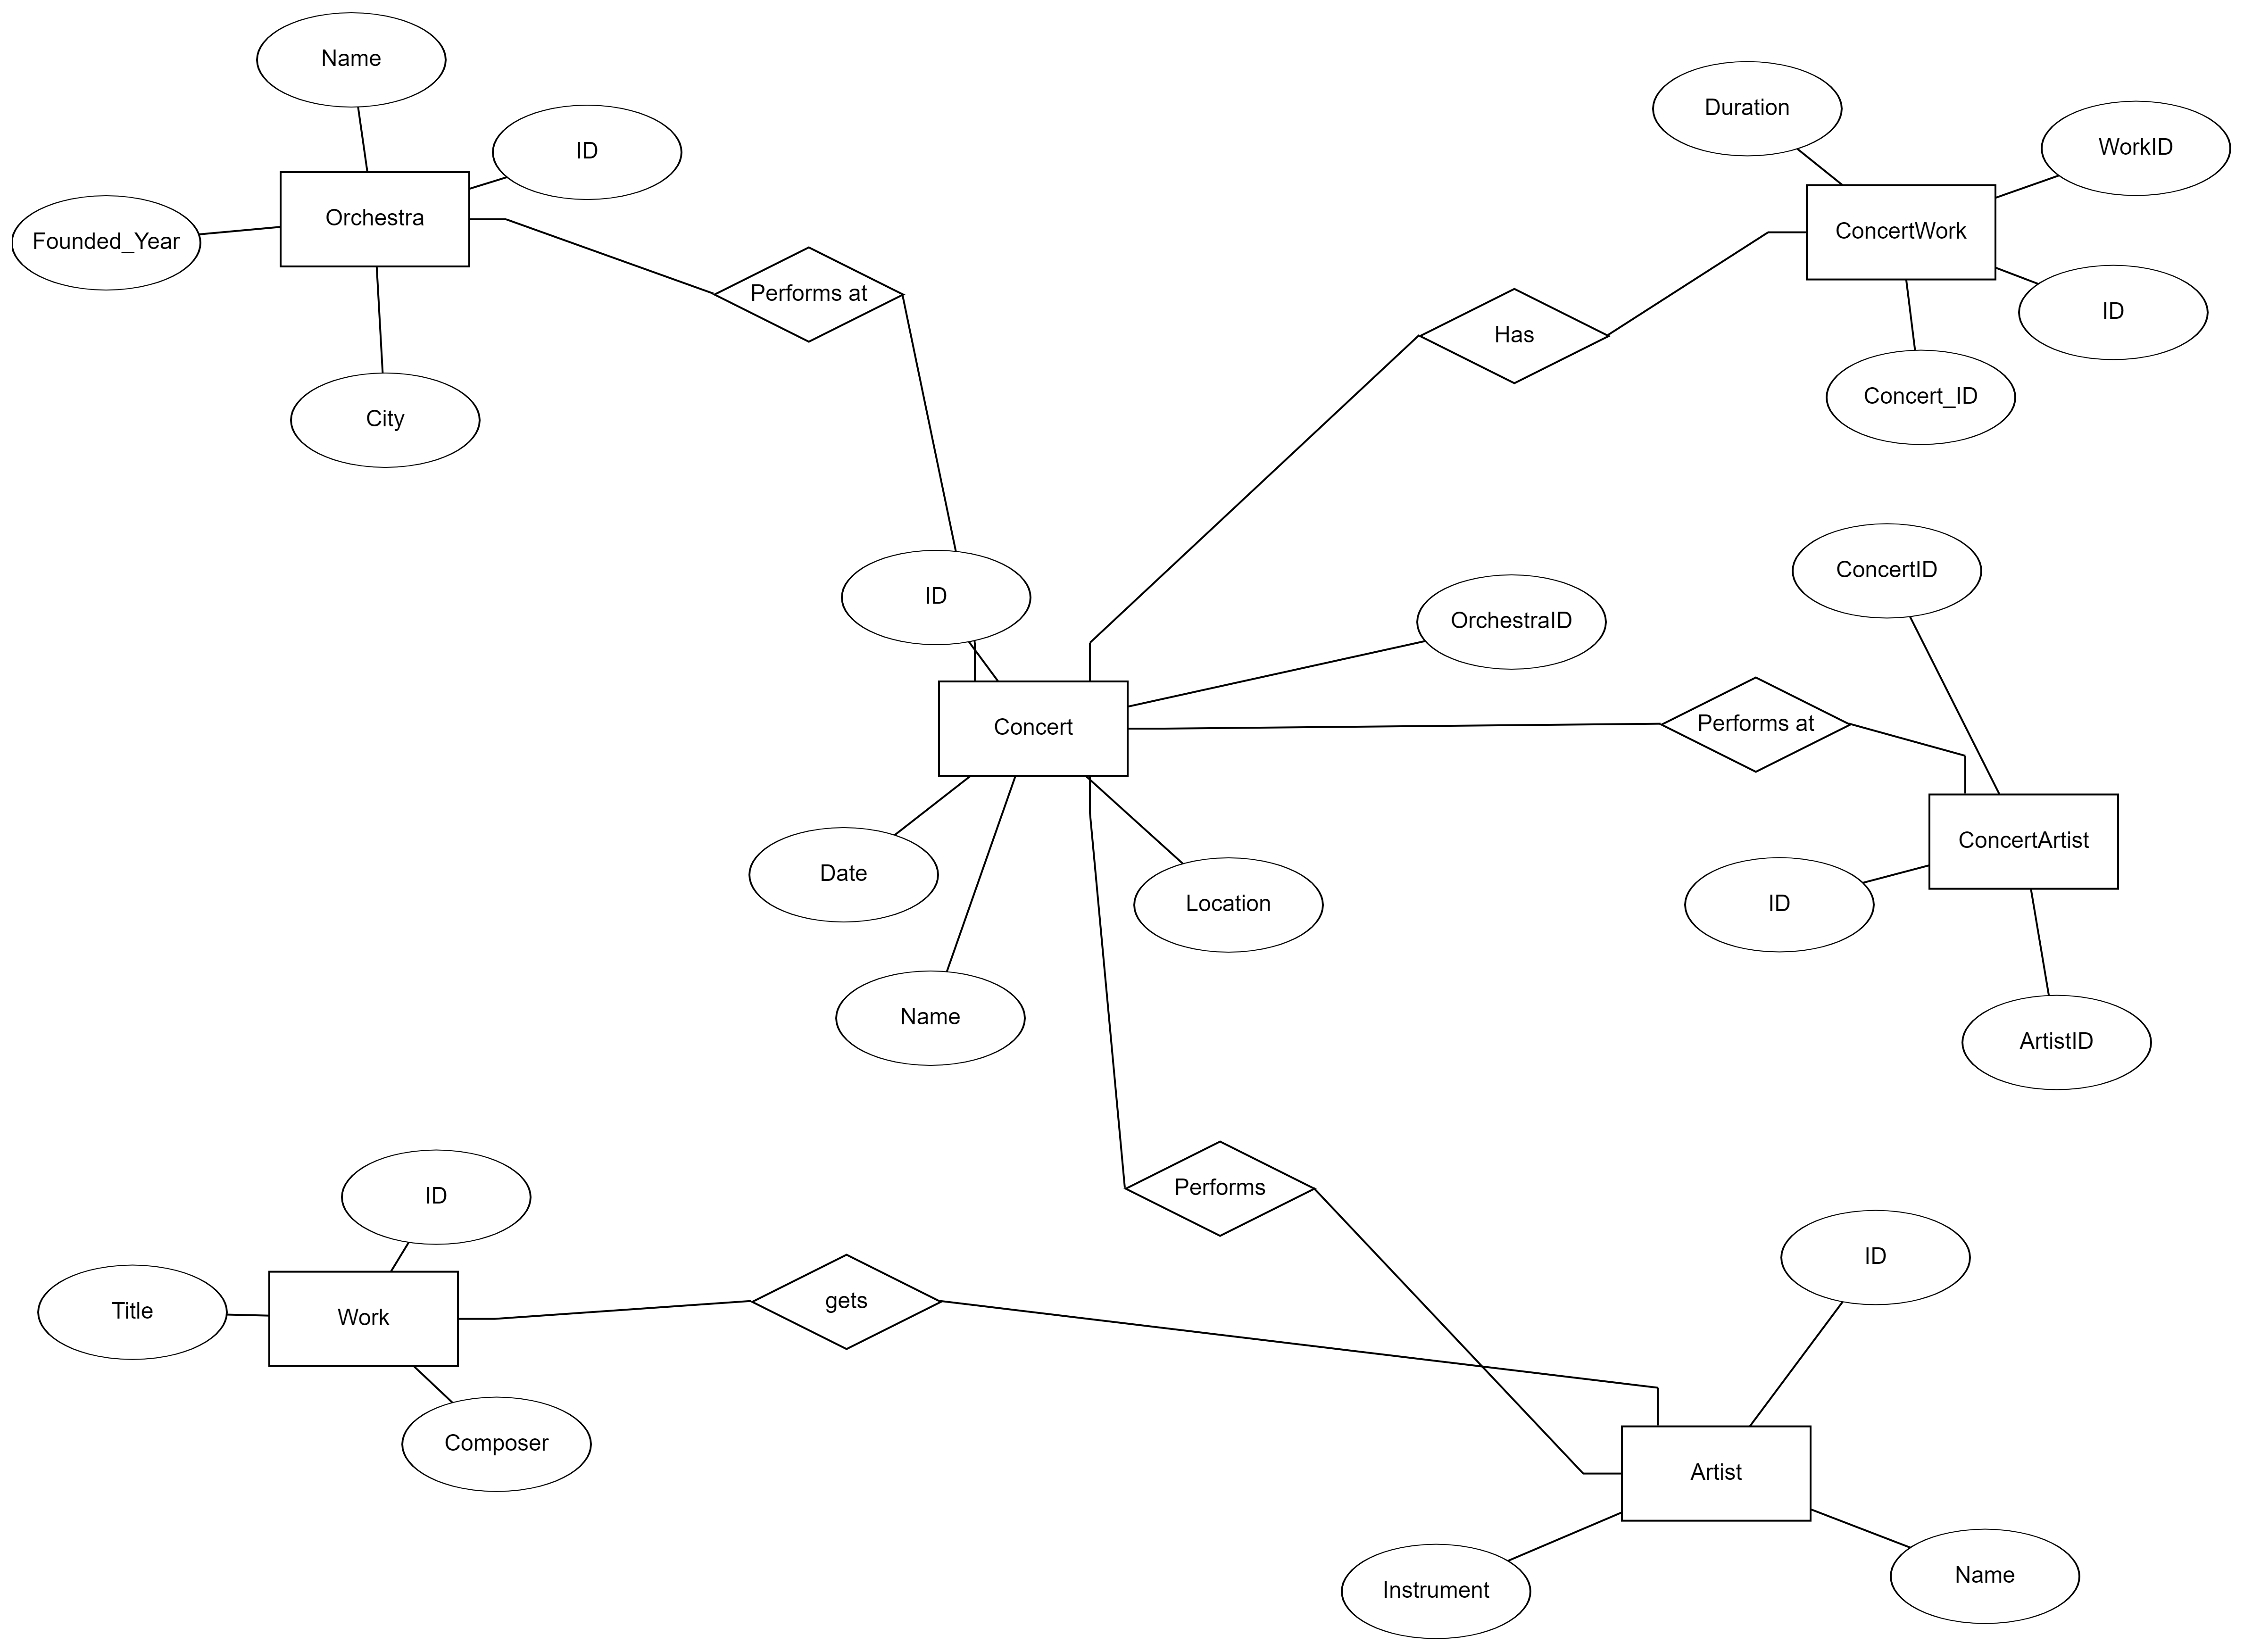 Name
Duration
ID
WorkID
Orchestra
ConcertWork
Founded_Year
Performs at
ID
Has
Concert_ID
City
ConcertID
ID
OrchestraID
Performs at
Concert
ConcertArtist
Date
Location
ID
Name
ArtistID
Performs
ID
ID
gets
Title
Work
Composer
Artist
Name
Instrument